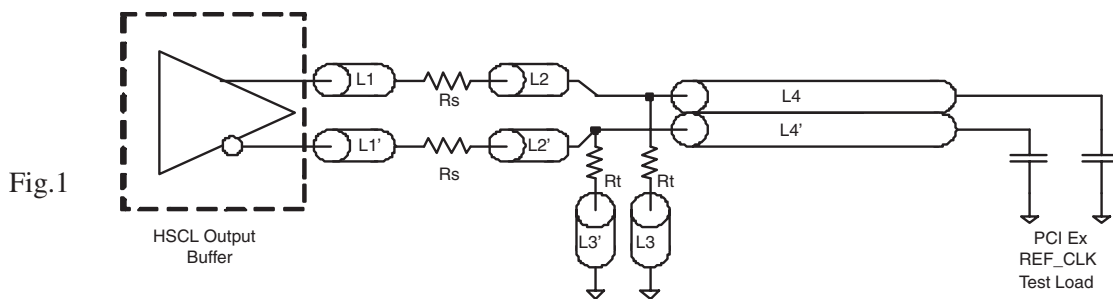 L1
L2
L4
Rs
L4'
L1'
L2'
Fig.1
Rs
Rt
Rt
HSCL Output
Buffer
L3'
L3
PCI Ex
REF_CLK
Test Load